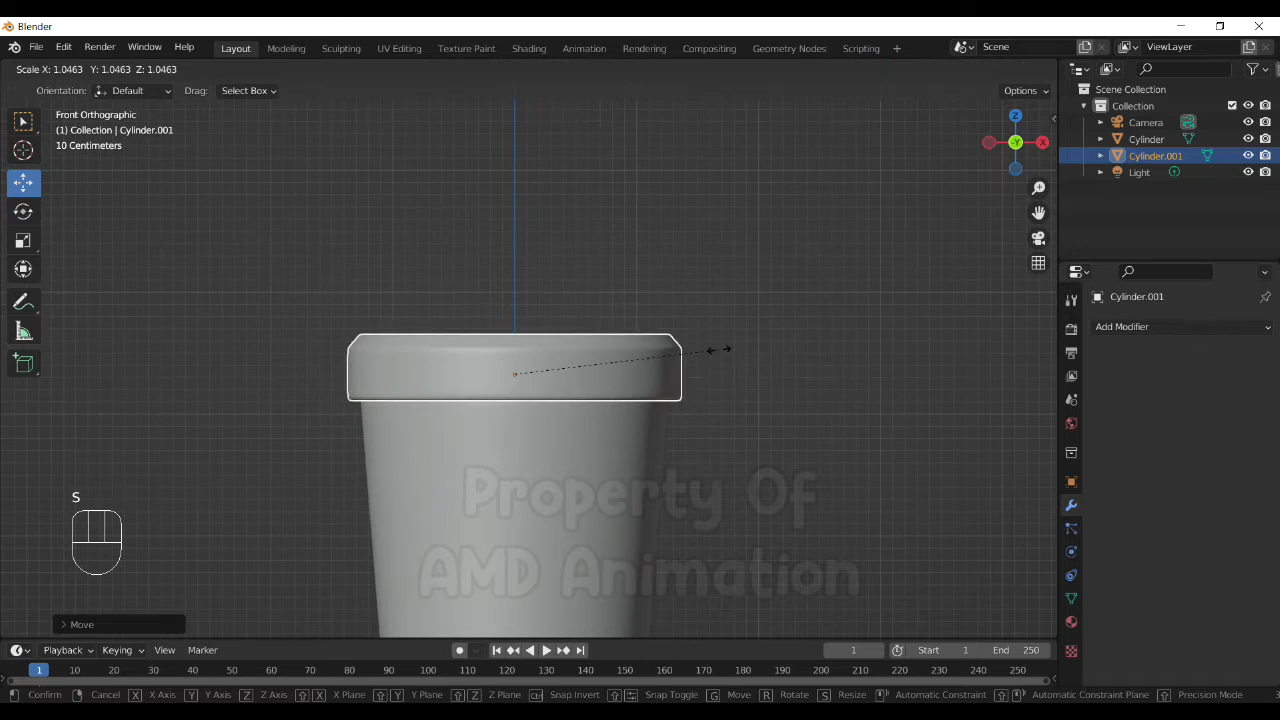 Blender
File Edit Render Window Help Layout Modeling Sculpting UV Editing Texture Paint Shading Animation Rendering Compositing Geometry Nodes Scripting + Scene ViewLayer
Scale X: 1.0463 Y: 1.0463 Z: 1.0463
Orientation: Default Drag: Select Box Options
Front Orthographic
(1) Collection | Cylinder.001
10 Centimeters
Z
-Y X
Scene Collection
Collection
Camera
Cylinder
Cylinder.001
Light
Cylinder.001
Add Modifier
Property Of
AMD Animation
S
Move
Playback Keying View Marker 1 Start 1 End 250
1 10 20 30 40 50 60 70 80 90 100 110 120 130 140 150 160 170 180 190 200 210 220 230 240 250
Confirm Cancel X X Axis Y Y Axis Z Z Axis X X Plane Y Y Plane Z Z Plane Ctrl Snap Invert Snap Toggle G Move R Rotate S Resize Automatic Constraint Automatic Constraint Plane Precision Mode